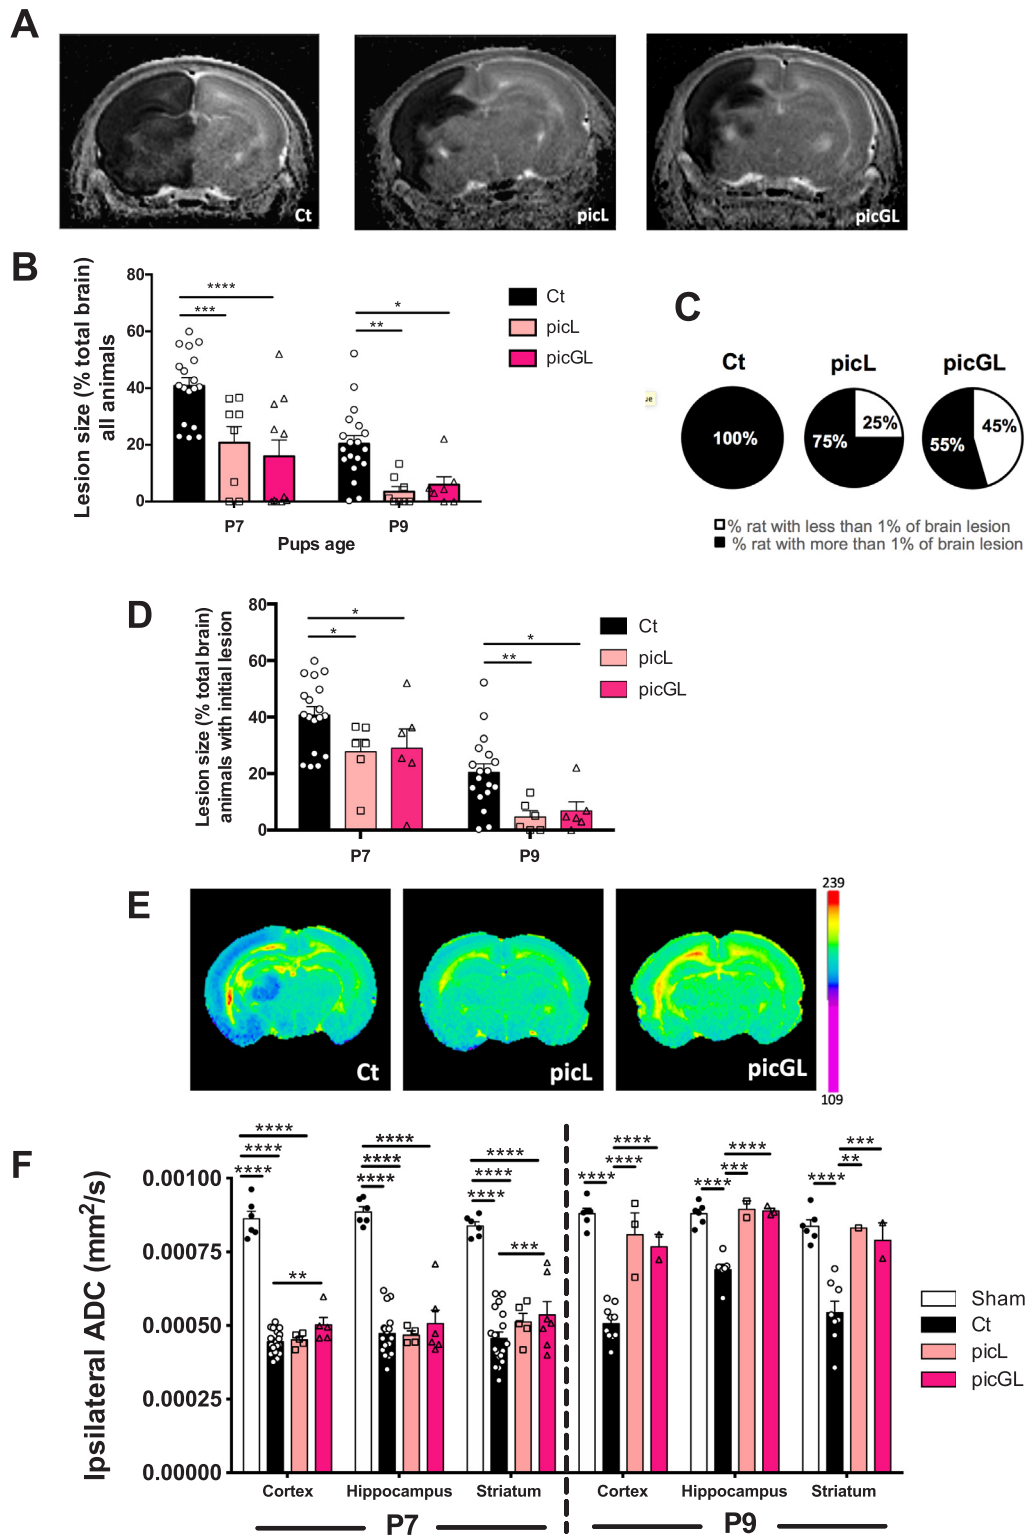 A
Ct
picL
picGL
B
Lesion size (% total brain)
all animals
80
60
40
20
0
****
***
*
**
P7
P9
Pups age
Ct
picL
picGL
C
Ct
picL
picGL
100%
75%
25%
55%
45%
% rat with less than 1% of brain lesion
% rat with more than 1% of brain lesion
D
Lesion size (% total brain)
animals with initial lesion
80
60
40
20
0
*
*
*
**
P7
P9
Ct
picL
picGL
E
Ct
picL
picGL
239
109
F
Ipsilateral ADC (mm²/s)
0.00100
0.00075
0.00050
0.00025
0.00000
****
****
****
**
****
****
****
****
****
****
***
****
****
****
****
***
****
***
**
****
Cortex
Hippocampus
Striatum
Cortex
Hippocampus
Striatum
P7
P9
Sham
Ct
picL
picGL